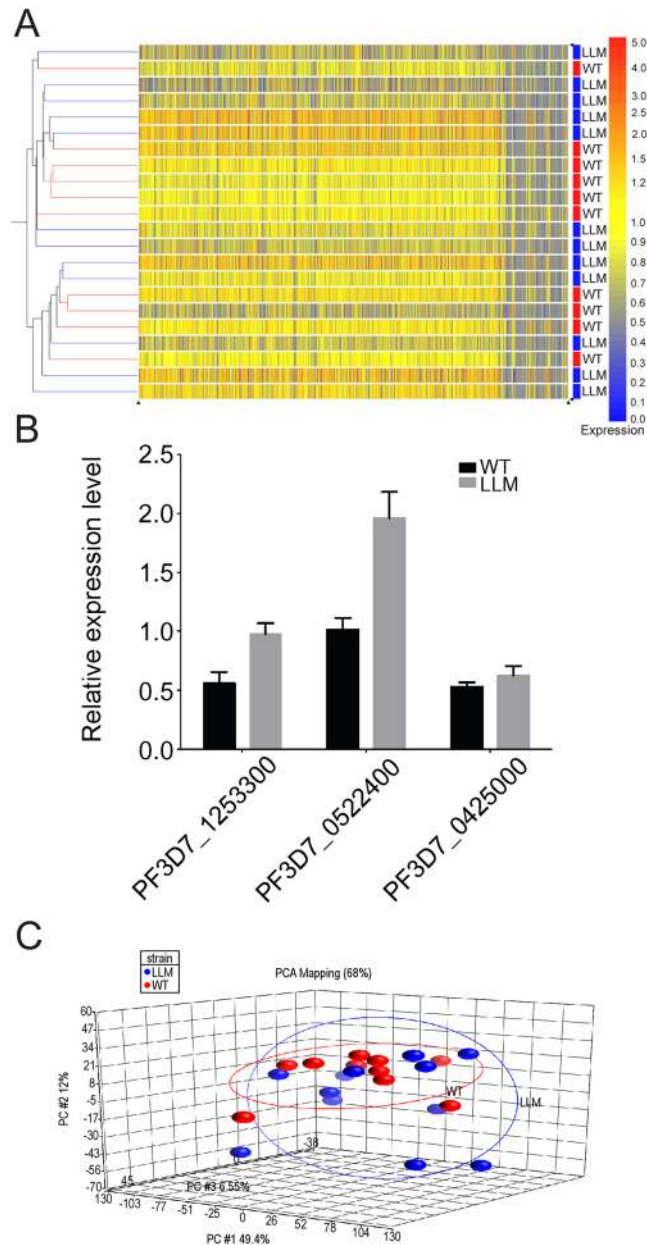 A
LLM
WT
LLM
LLM
LLM
LLM
WT
WT
WT
WT
WT
LLM
LLM
LLM
LLM
WT
WT
WT
LLM
WT
LLM
LLM
5.0
4.0
2.5
2.0
1.5
1.2
1.0
0.9
0.8
0.7
0.6
0.5
0.4
0.3
0.2
0.1
0.0
Expression
B
Relative expression level
2.5
2.0
1.5
1.0
0.5
0.0
WT
LLM
PF3D7_1253300
PF3D7_0522400
PF3D7_0425000
C
strain
LLM
WT
PCA Mapping (68%)
PC #2 12%
60
47
34
21
8
-5
-17
-30
-43
-56
-70
WT
LLM
38
45
PC #3 6.55%
130
-103
-77
-51
-25
0
26
52
78
104
130
PC #1 49.4%